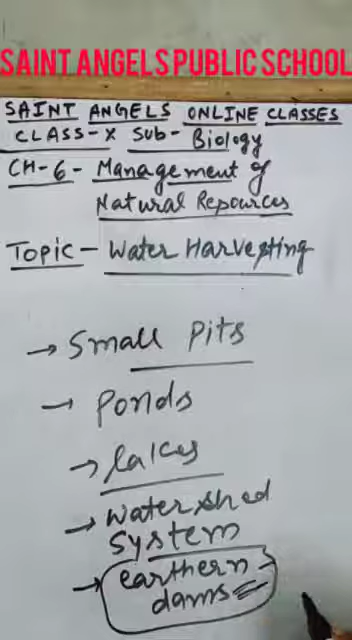 SAINT ANGELS PUBLIC SCHOOL
SAINT ANGELS ONLINE CLASSES
CLASS-X SUB- Biology
CH-6- Management of
Natural Resources
Topic - Water Harvesting
→ Small Pits
→ Ponds
→ lakes
→ Watershed
System
→ earthern
dams